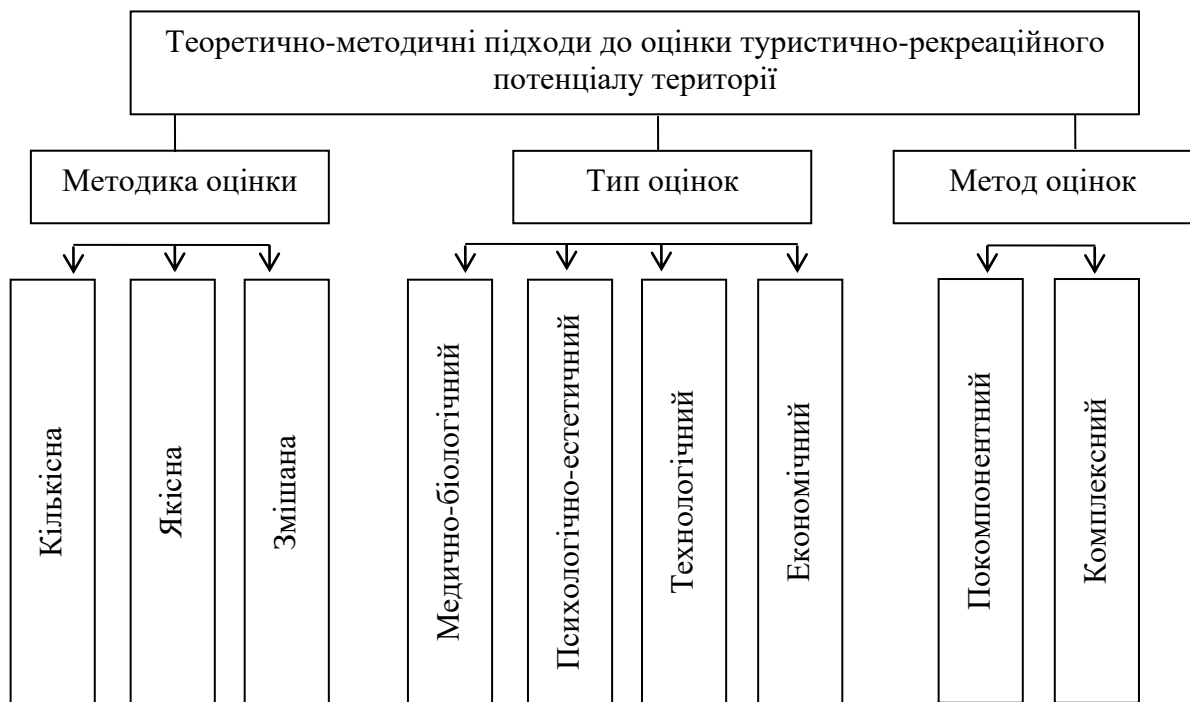 Теоретично-методичні підходи до оцінки туристично-рекреаційного
потенціалу території
Методика оцінки
Тип оцінок
Метод оцінок
Кількісна
Якісна
Змішана
Медично-біологічний
Психологічно-естетичний
Технологічний
Економічний
Покомпонентний
Комплексний